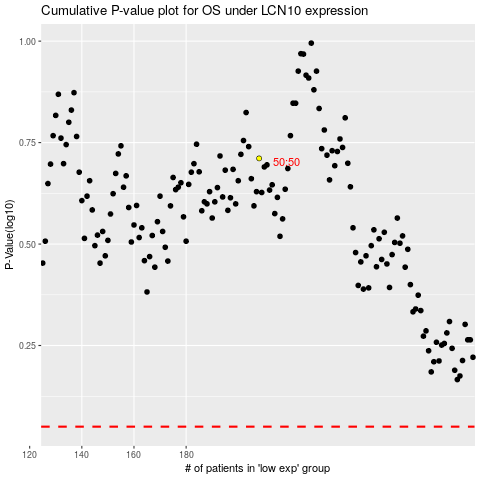 Cumulative P-value plot for OS under LCN10 expression
P-Value(log10)
1.00
0.75
0.50
0.25
50:50
120 140 160 180
# of patients in 'low exp' group